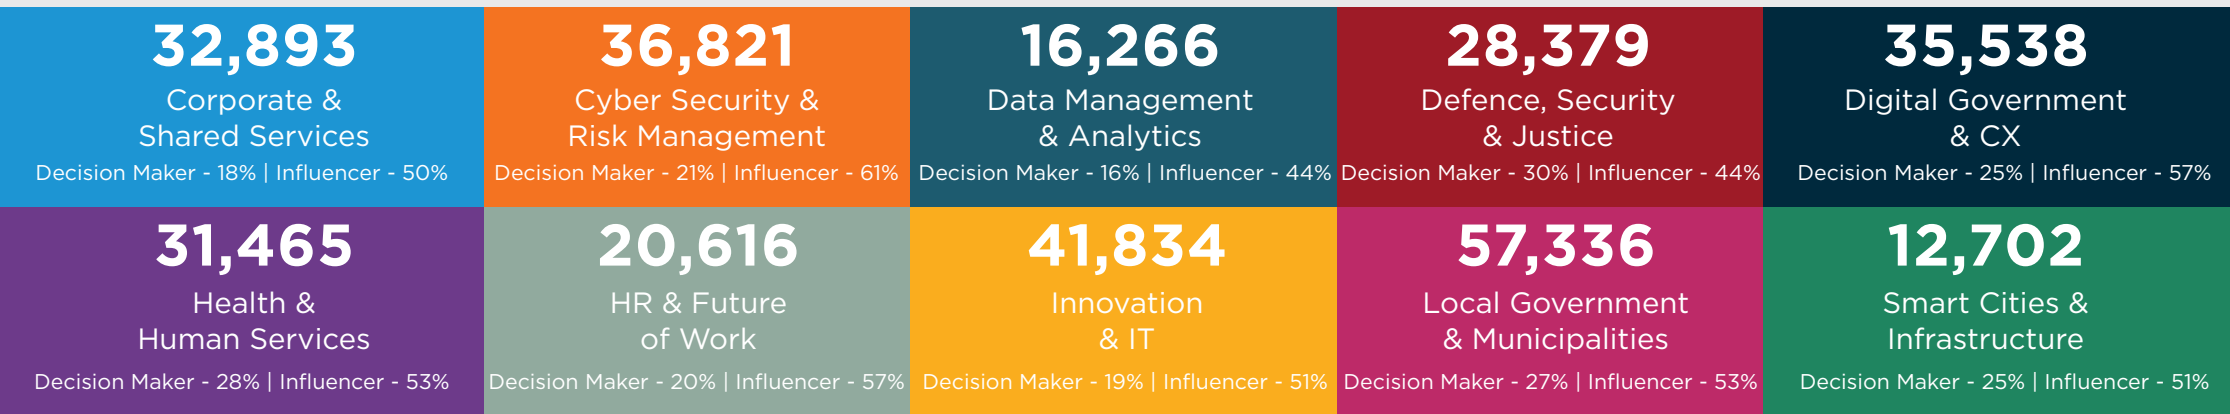 32,893
Corporate &
Shared Services
Decision Maker - 18% | Influencer - 50%
36,821
Cyber Security &
Risk Management
Decision Maker - 21% | Influencer - 61%
16,266
Data Management
& Analytics
Decision Maker - 16% | Influencer - 44%
28,379
Defence, Security
& Justice
Decision Maker - 30% | Influencer - 44%
35,538
Digital Government
& CX
Decision Maker - 25% | Influencer - 57%
31,465
Health &
Human Services
Decision Maker - 28% | Influencer - 53%
20,616
HR & Future
of Work
Decision Maker - 20% | Influencer - 57%
41,834
Innovation
& IT
Decision Maker - 19% | Influencer - 51%
57,336
Local Government
& Municipalities
Decision Maker - 27% | Influencer - 53%
12,702
Smart Cities &
Infrastructure
Decision Maker - 25% | Influencer - 51%